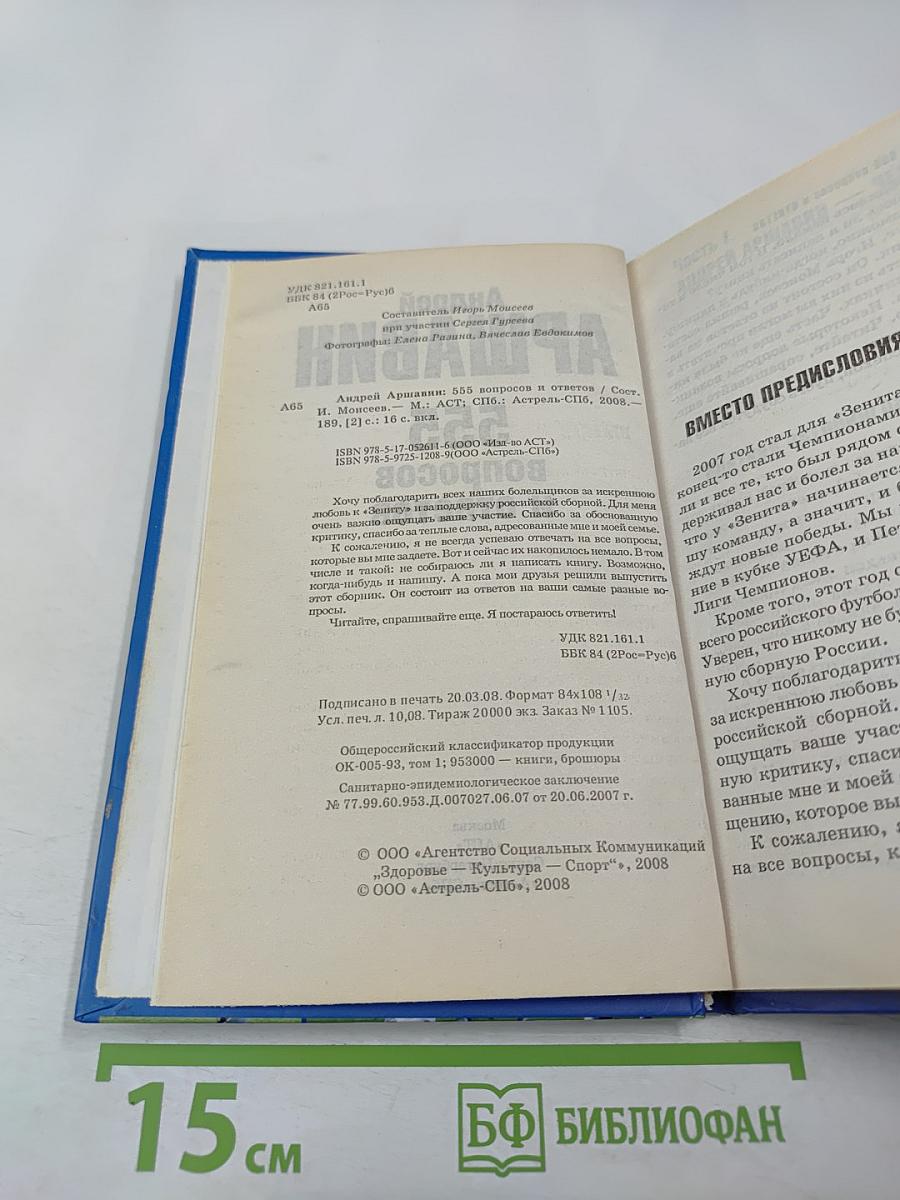 УДК 821.161.1
ББК 84 (2Рос=Рус)6
А65
Составитель Игорь Моисеев
при участии Сергея Гуреева
Фотографы: Елена Разина, Вячеслав Евдокимов
Андрей Аршавин: 555 вопросов и ответов / Сост.
А65
И. Моисеев.— М.: АСТ; СПб.: Астрель-СПб, 2008.—
189, [2] с.: 16 с. вкл.
ISBN 978-5-17-052611-6 (ООО «Изд-во АСТ»)
ISBN 978-5-9725-1208-9(ООО «Астрель-СПб»)
Хочу поблагодарить всех наших болельщиков за искреннюю
любовь к «Зениту» и за поддержку российской сборной. Для меня
очень важно ощущать ваше участие. Спасибо за обоснованную
критику, спасибо за теплые слова, адресованные мне и моей семье.
К сожалению, я не всегда успеваю отвечать на все вопросы,
которые вы мне задаете. Вот и сейчас их накопилось немало. В том
числе и такой: не собираюсь ли я написать книгу. Возможно,
когда-нибудь и напишу. А пока мои друзья решили выпустить
этот сборник. Он состоит из ответов на ваши самые разные во-
просы.
Читайте, спрашивайте еще. Я постараюсь ответить!
УДК 821.161.1
ББК 84 (2Рос=Рус)6
Подписано в печать 20.03.08. Формат 84х108 1/32.
Усл. печ. л. 10,08. Тираж 20000 экз. Заказ № 1105.
Общероссийский классификатор продукции
ОК-005-93, том 1; 953000 — книги, брошюры
Санитарно-эпидемиологическое заключение
№ 77.99.60.953.Д.007027.06.07 от 20.06.2007 г.
© ООО «Агентство Социальных Коммуникаций
„Здоровье — Культура — Спорт“», 2008
© ООО «Астрель-СПб», 2008
ВМЕСТО ПРЕДИСЛОВИЯ
2007 год стал для «Зенита
конец-то стали Чемпионами
ли и все те, кто был рядом с
держивал нас и болел за на
что у «Зенита» начинается
шу команду, а значит, и б
ждут новые победы. Мы
ние в кубке УЕФА, и Пет
Лиги Чемпионов.
Кроме того, этот год с
всего российского футбол
Уверен, что никому не бу
ную сборную России.
Хочу поблагодарить
за искреннюю любовь
российской сборной.
ощущать ваше учас
ную критику, спаси
ванные мне и моей
щению, которое вы
К сожалению,
на все вопросы, к
15 см
БФ БИБЛИОФАН